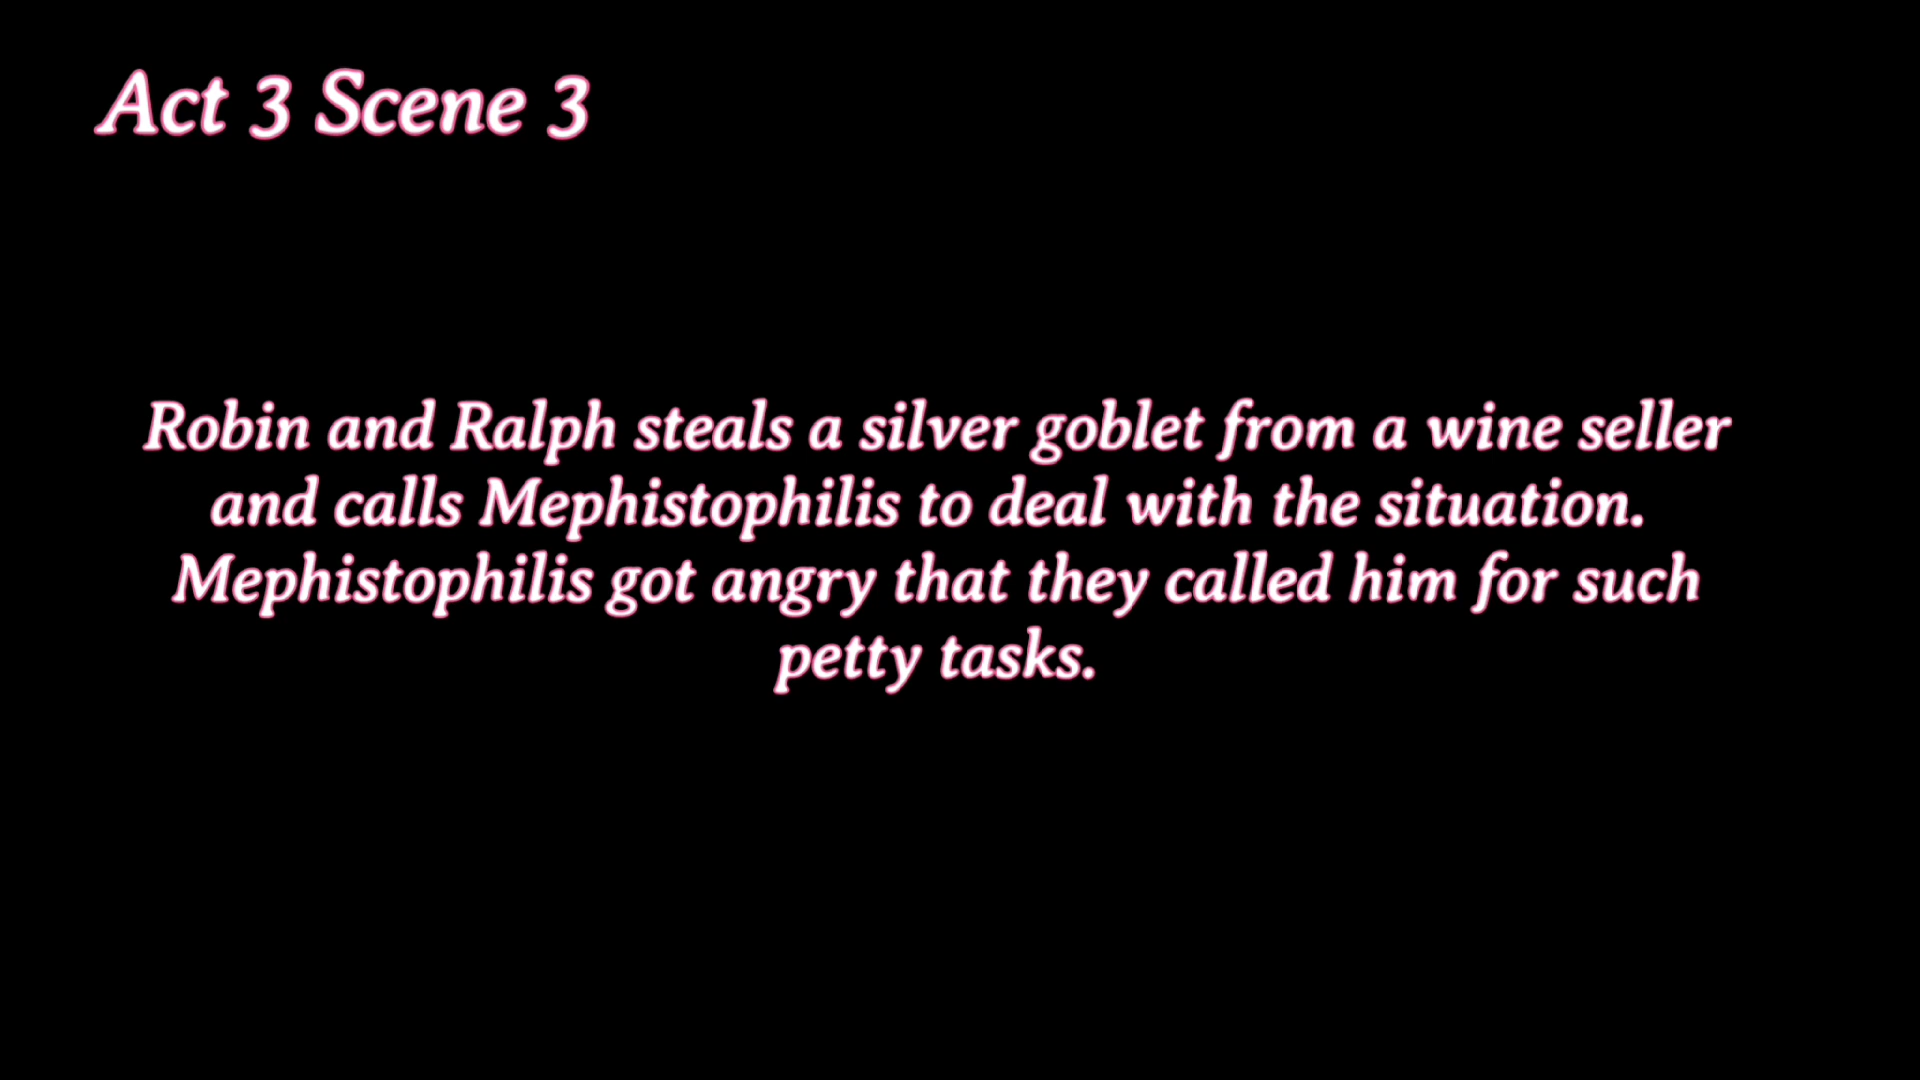 Act 3 Scene 3
Robin and Ralph steals a silver goblet from a wine seller
and calls Mephistophilis to deal with the situation.
Mephistophilis got angry that they called him for such
petty tasks.